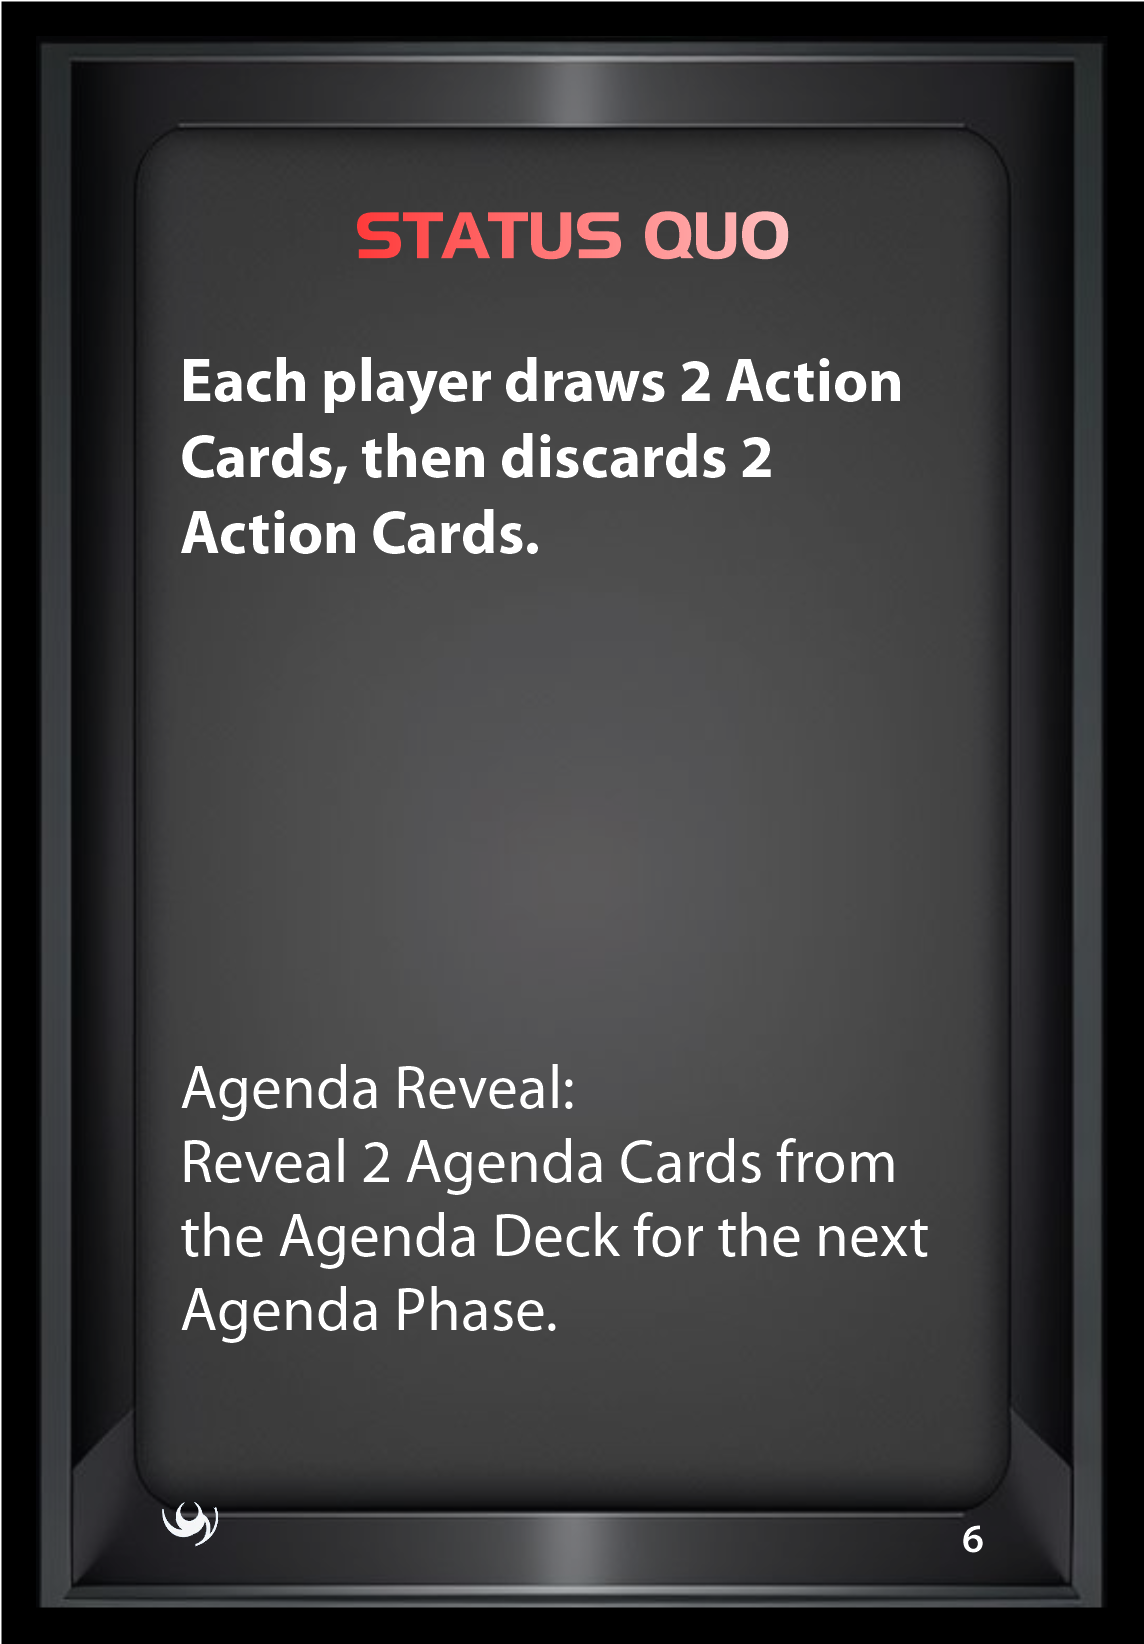 STATUS QUO
Each player draws 2 Action
Cards, then discards 2
Action Cards.
Agenda Reveal:
Reveal 2 Agenda Cards from
the Agenda Deck for the next
Agenda Phase.
6